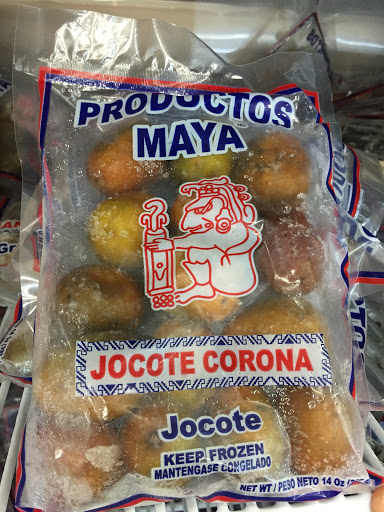 PRODUCTOS
MAYA
JOCOTE CORONA
Jocote
KEEP FROZEN
MANTENGASE CONGELADO
NET WT/PESO NETO 14 Oz